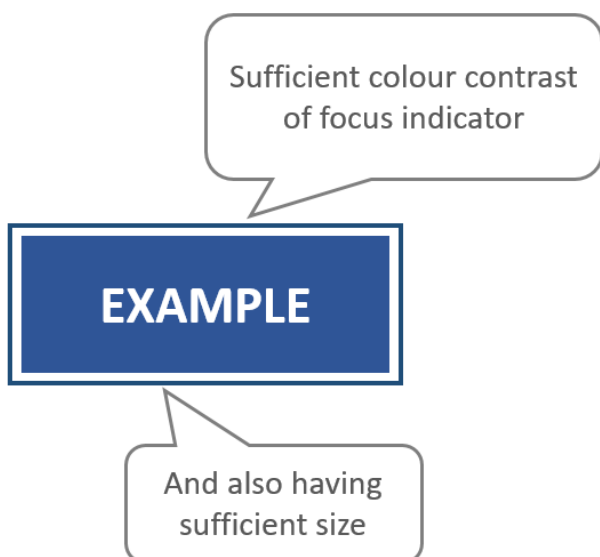 Sufficient colour contrast
of focus indicator
EXAMPLE
And also having
sufficient size